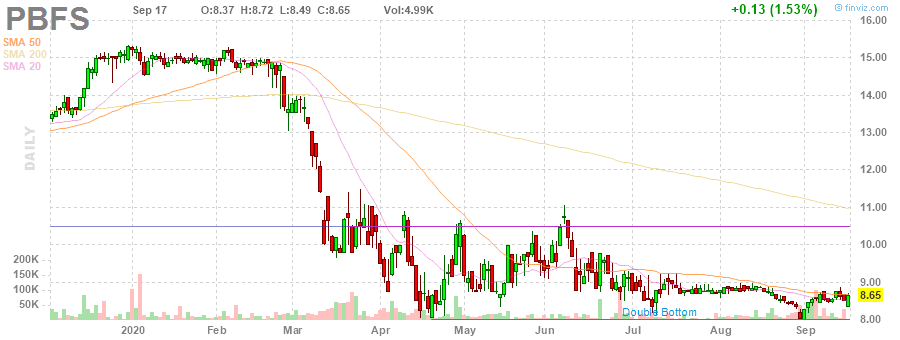 PBFS
Sep 17 O:8.37 H:8.72 L:8.49 C:8.65 Vol:4.99K
+0.13 (1.53%)
© finviz.com
SMA 50
SMA 200
SMA 20
DAILY
16.00
15.00
14.00
13.00
12.00
11.00
10.00
9.00
8.65
8.00
200K
150K
100K
50K
Double Bottom
2020 Feb Mar Apr May Jun Jul Aug Sep